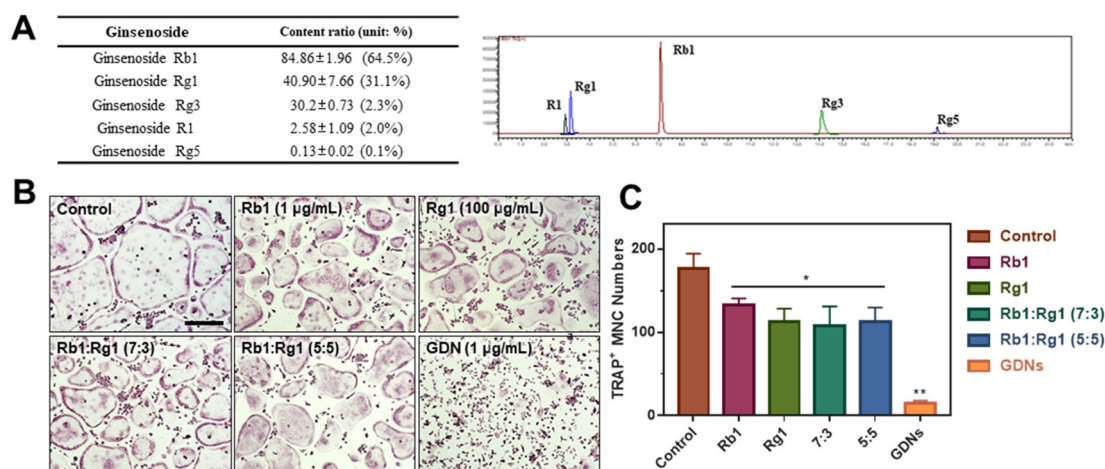 A
Ginsenoside Content ratio (unit: %)
Ginsenoside Rb1 84.86±1.96 (64.5%)
Ginsenoside Rg1 40.90±7.66 (31.1%)
Ginsenoside Rg3 30.2±0.73 (2.3%)
Ginsenoside R1 2.58±1.09 (2.0%)
Ginsenoside Rg5 0.13±0.02 (0.1%)
R1
Rg1
Rb1
Rg3
Rg5
B
Control
Rb1 (1 μg/mL)
Rg1 (100 μg/mL)
Rb1:Rg1 (7:3)
Rb1:Rg1 (5:5)
GDN (1 μg/mL)
C
TRAP⁺ MNC Numbers
200
100
0
*
**
Control
Rb1
Rg1
7:3
5:5
GDNs
Control
Rb1
Rg1
Rb1:Rg1 (7:3)
Rb1:Rg1 (5:5)
GDNs